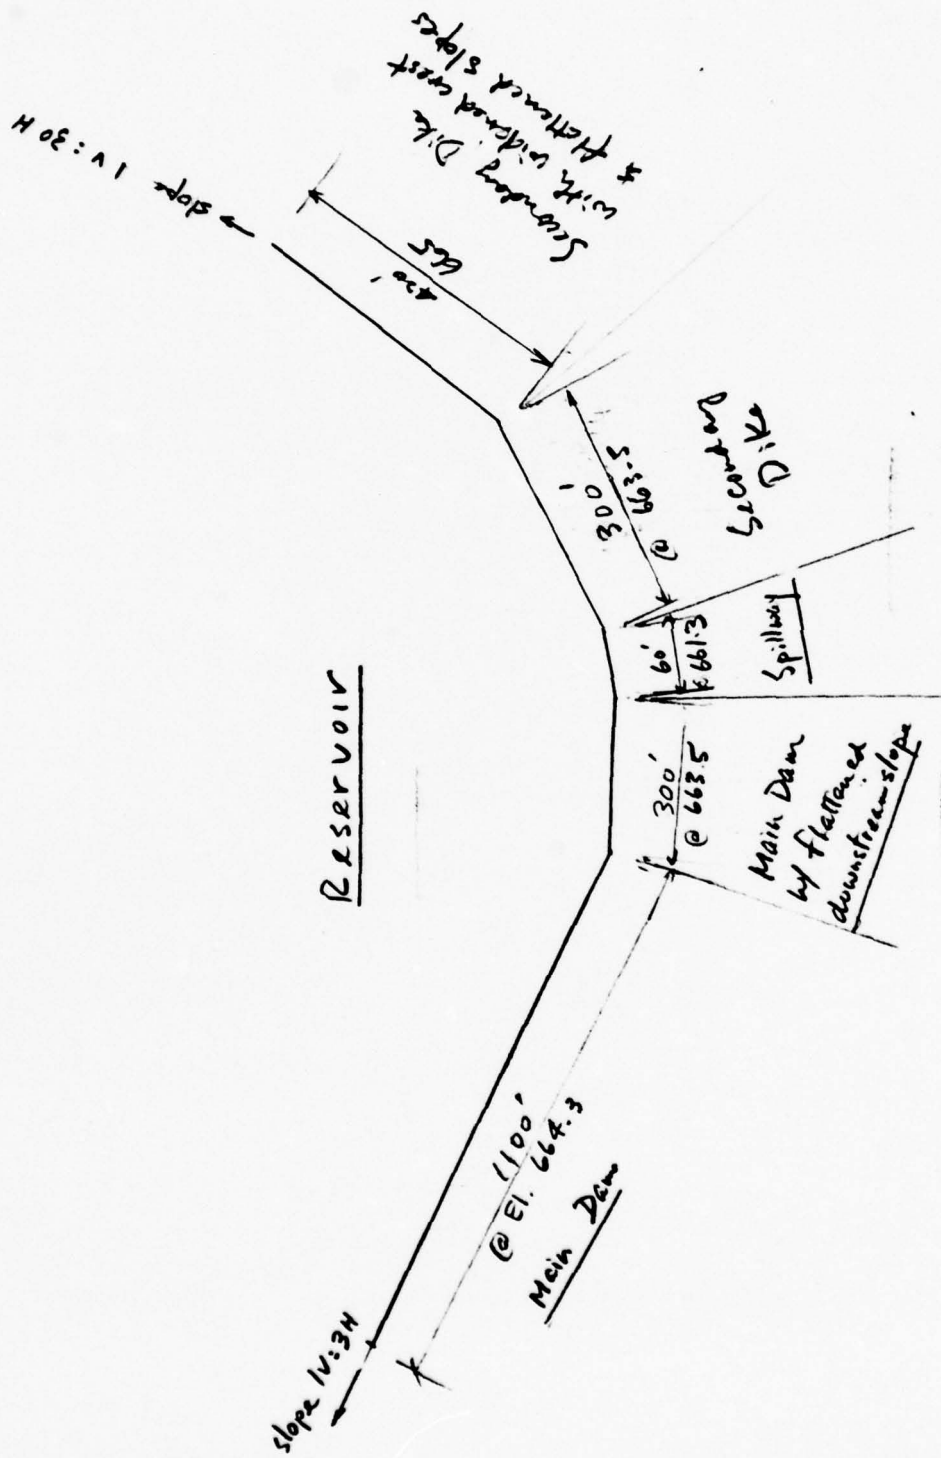 Reservoir
slope 1V:3H
1100'
@ El. 664.3
Main Dam
300'
@ 663.5
Main Dam
w/ flattened
downstream slope
60'
@ 661.3
Spillway
300'
@ 663.5
Secondary
Dike
420'
665
Secondary Dike
with widened crest
& flattened slopes
slope 1V:30H